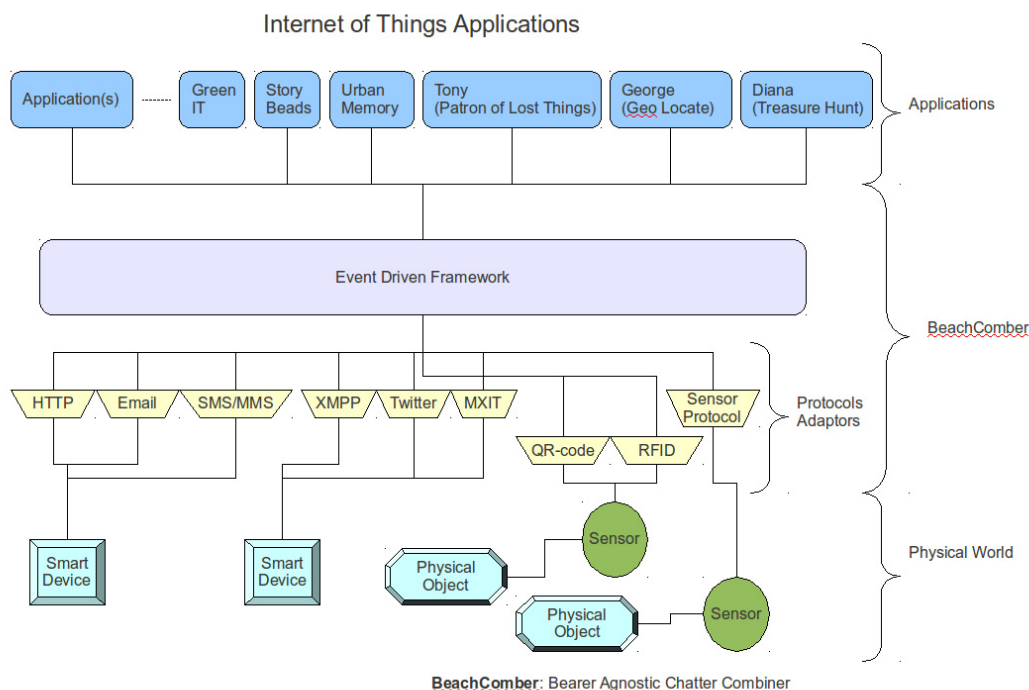 Internet of Things Applications
Application(s)
Green
IT
Story
Beads
Urban
Memory
Tony
(Patron of Lost Things)
George
(Geo Locate)
Diana
(Treasure Hunt)
Applications
Event Driven Framework
BeachComber
HTTP
Email
SMS/MMS
XMPP
Twitter
MXIT
Sensor
Protocol
Protocols
Adaptors
QR-code
RFID
Smart
Device
Smart
Device
Physical
Object
Sensor
Physical World
Physical
Object
Sensor
BeachComber: Bearer Agnostic Chatter Combiner